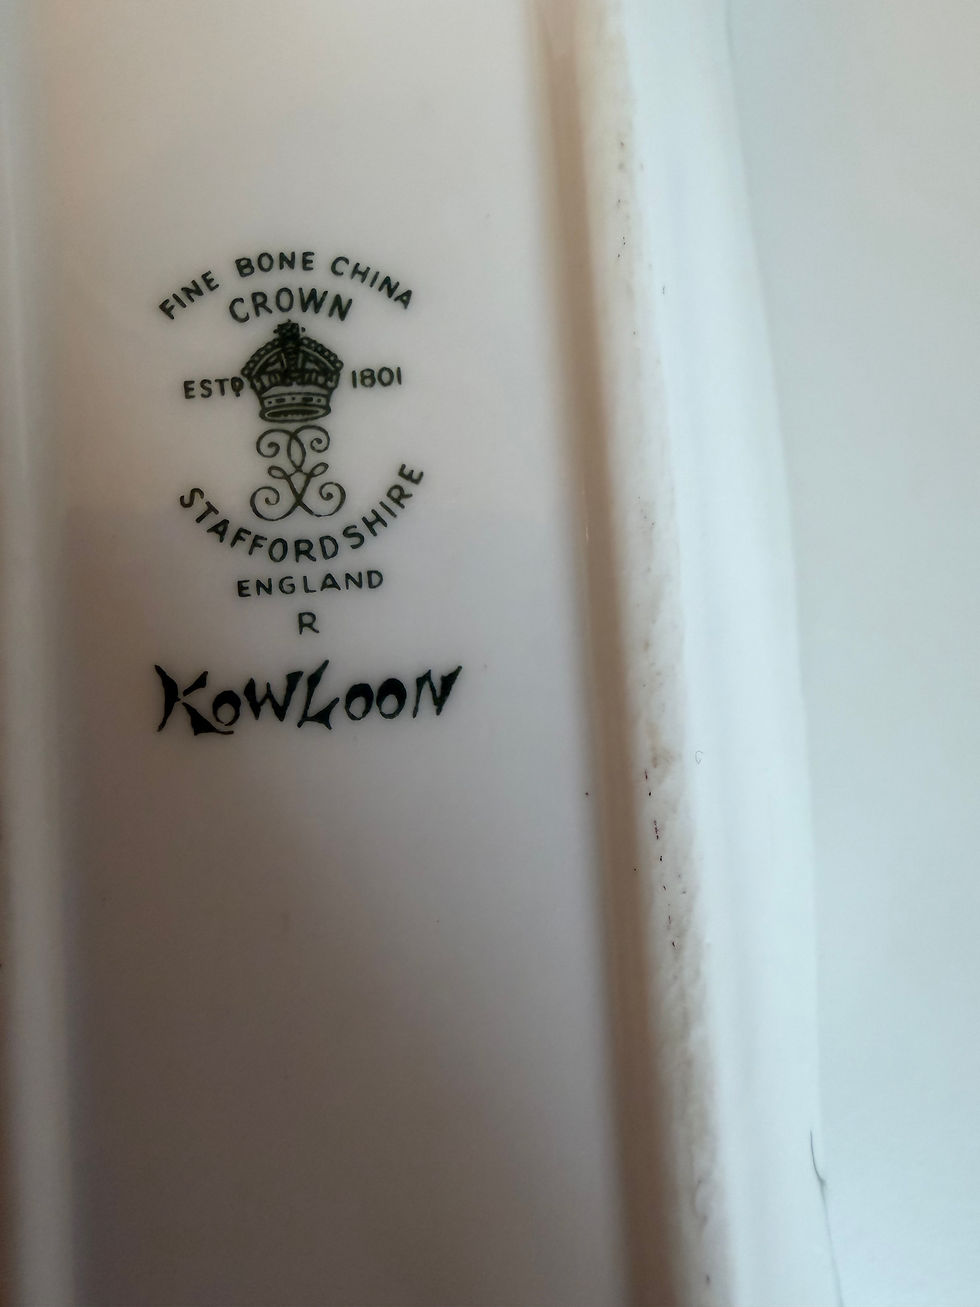 FINE BONE CHINA
CROWN
ESTD 1801
STAFFORDSHIRE
ENGLAND
R
KOWLOON